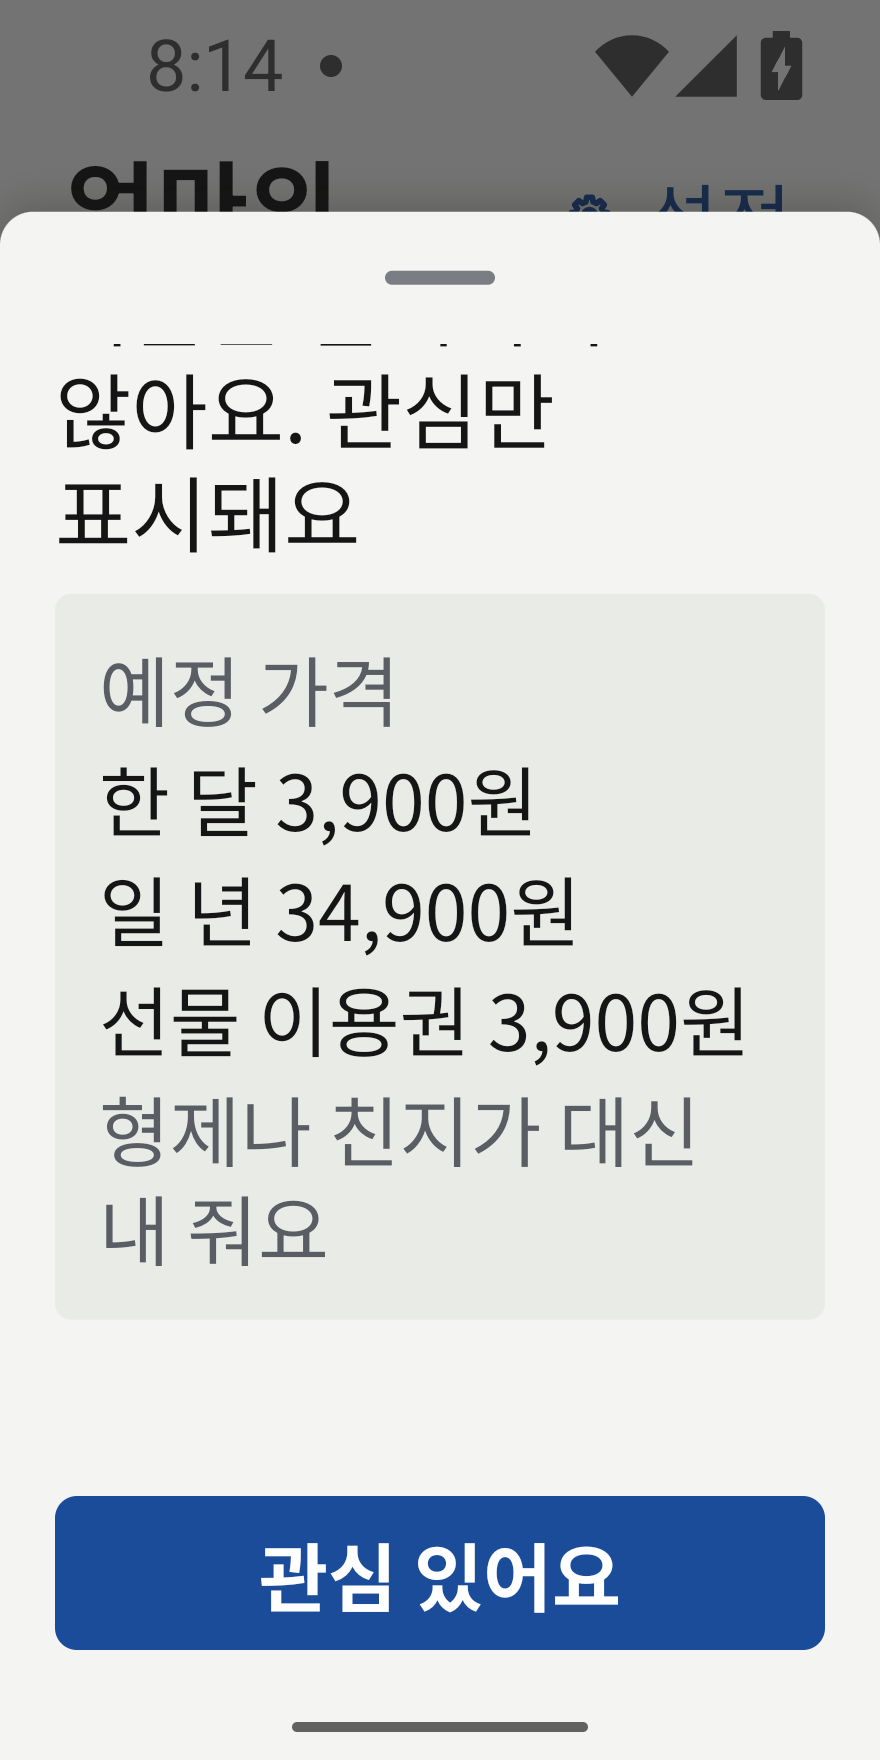 8:14
않아요. 관심만
표시돼요
예정 가격
한 달 3,900원
일 년 34,900원
선물 이용권 3,900원
형제나 친지가 대신
내 줘요
관심 있어요